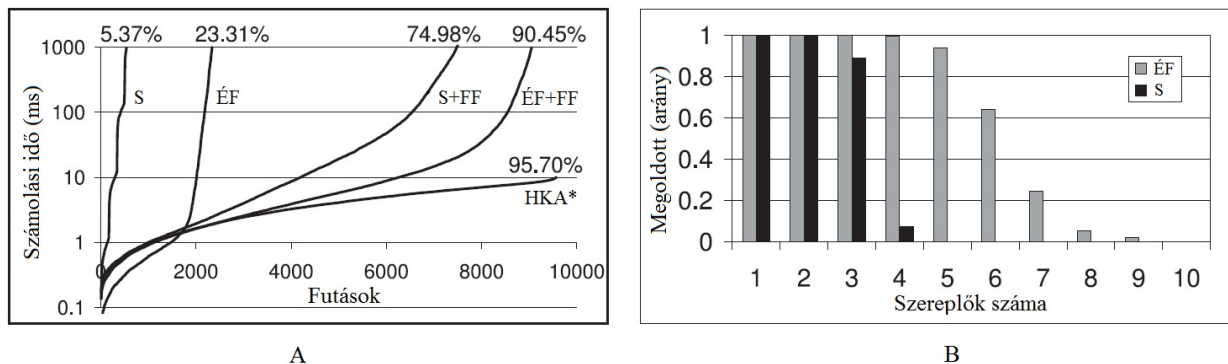 5.37% 23.31% 74.98% 90.45%
1000
100
10
1
0.1
S
ÉF
S+FF
ÉF+FF
95.70%
HKA*
0 2000 4000 6000 8000 10000
Számolási idő (ms)
Futások
A
1
0.8
0.6
0.4
0.2
0
ÉF
S
1 2 3 4 5 6 7 8 9 10
Megoldott (arány)
Szereplők száma
B